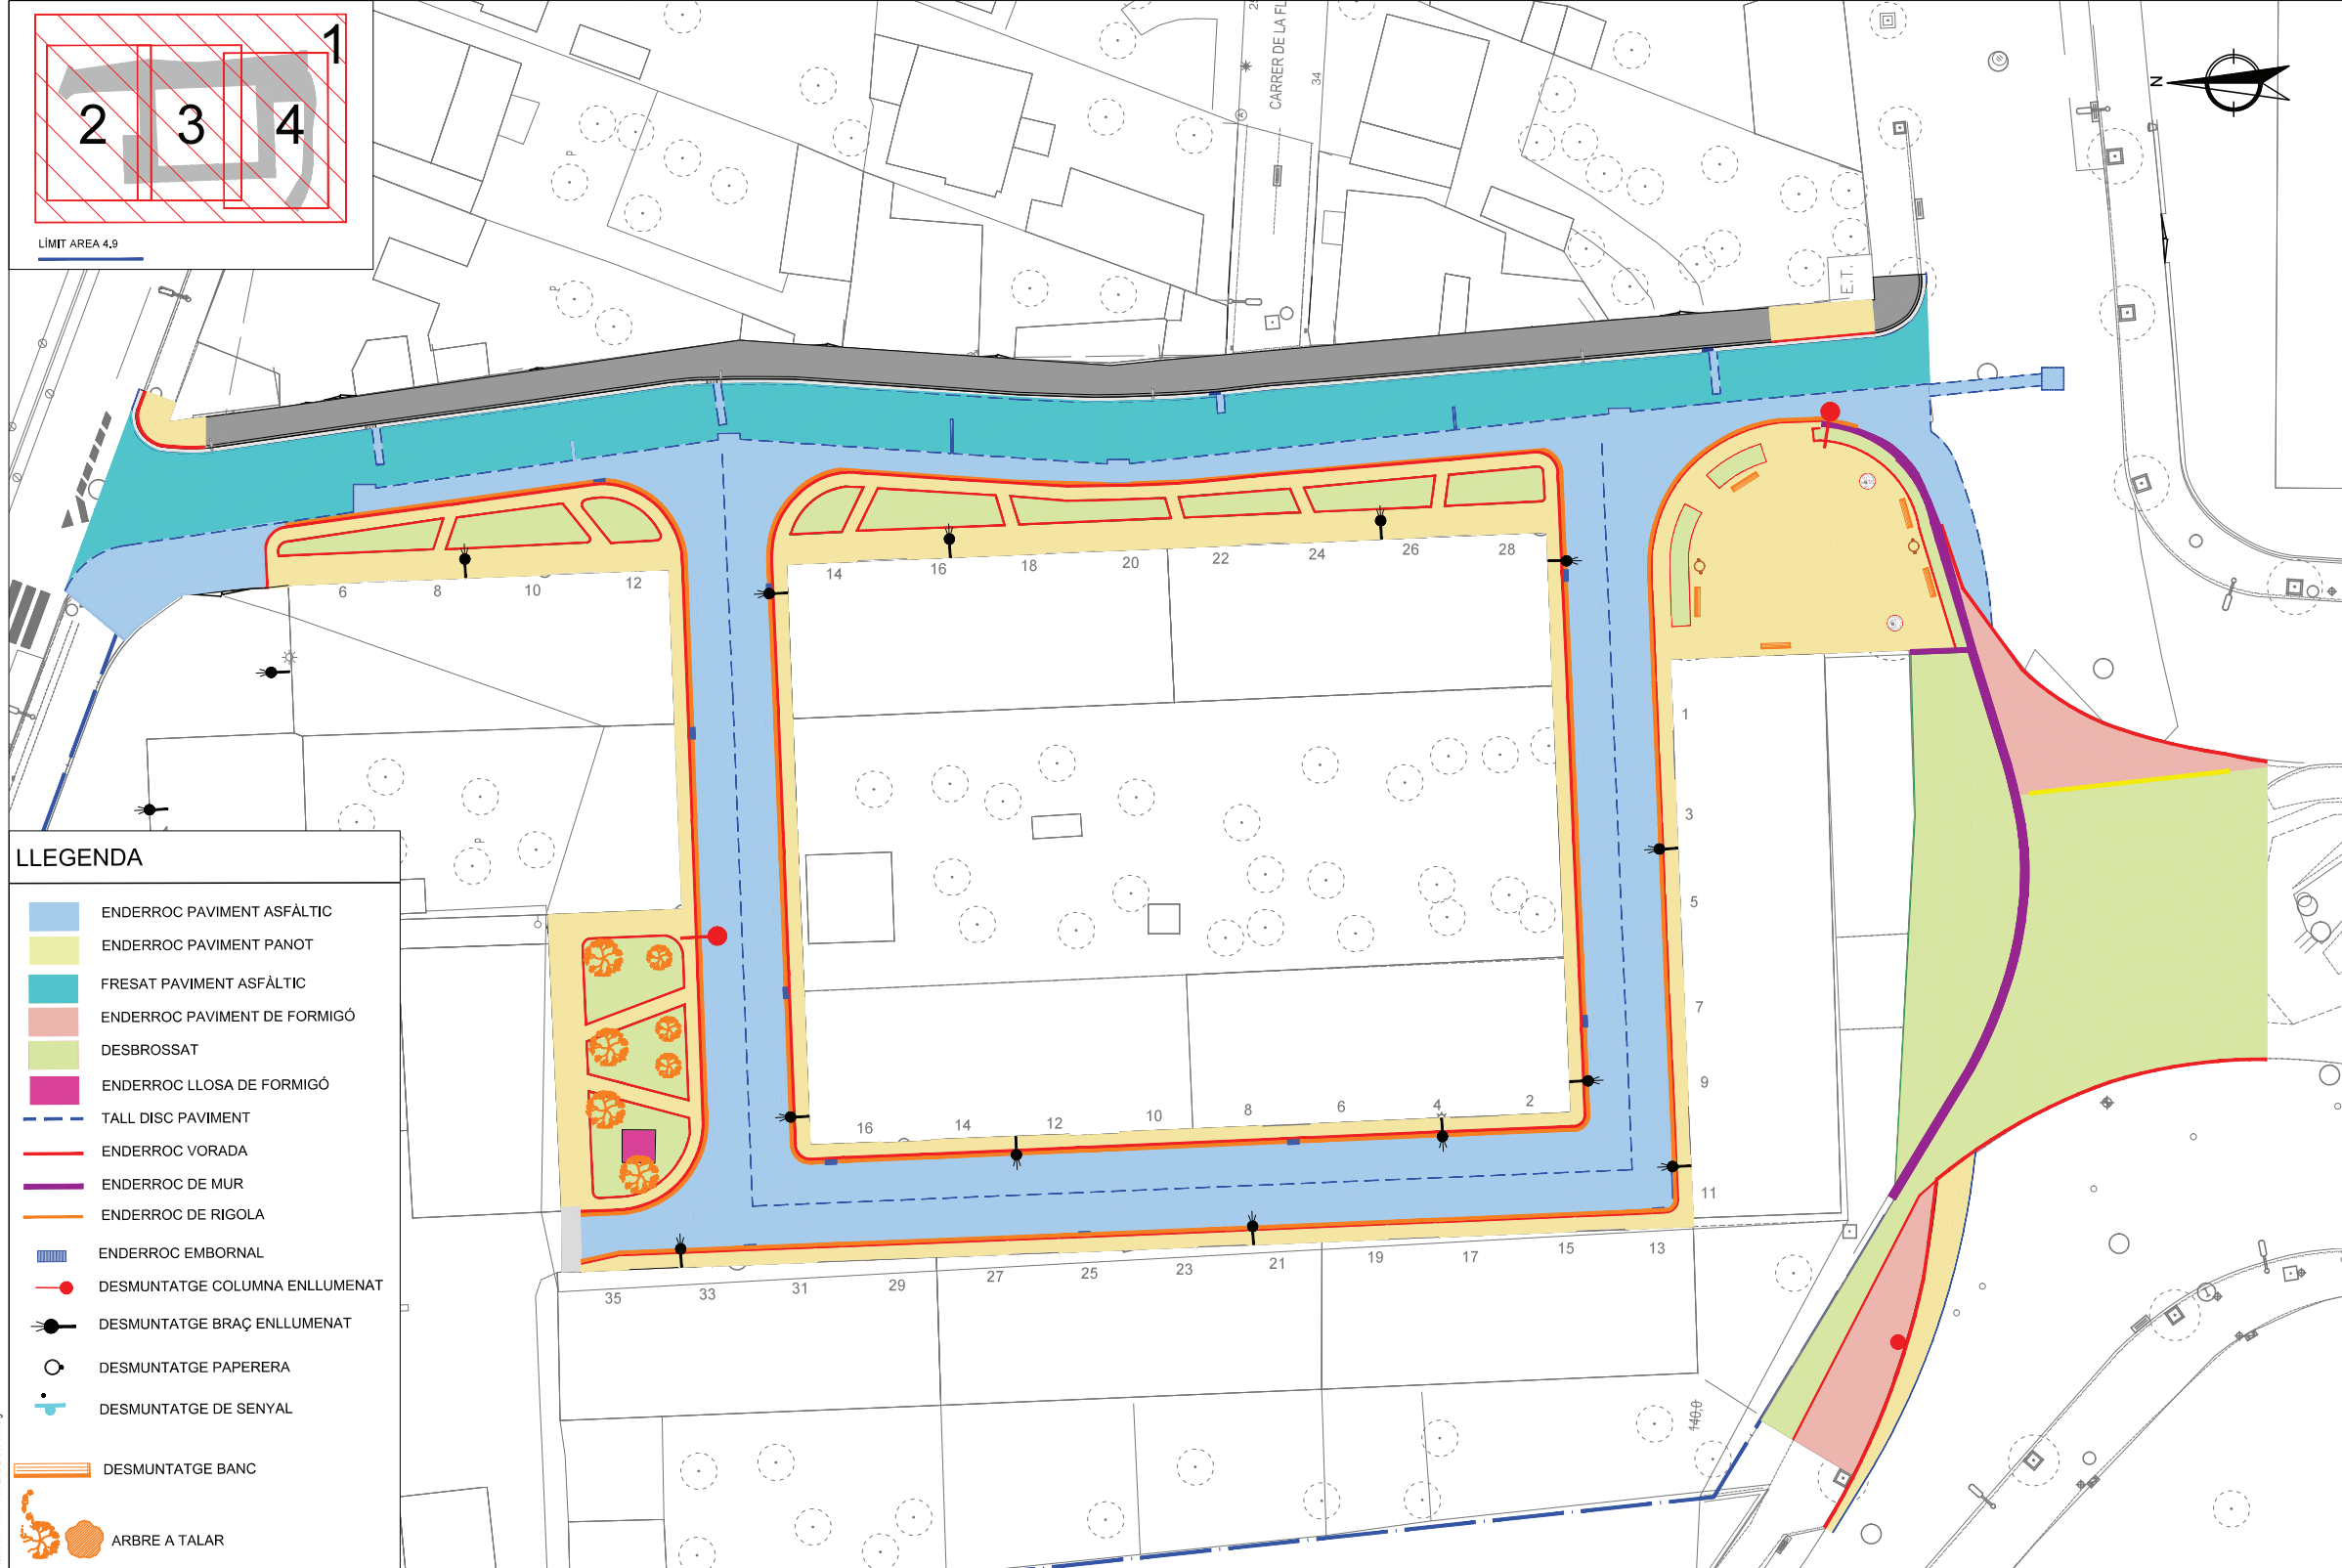 1
2
3
4
LÍMIT AREA 4.9
CARRER DE LA FL
34
N
E.T.
P
P
6
8
10
12
14
16
18
20
22
24
26
28
1
3
5
7
9
11
P
16
14
12
10
8
6
4
2
35
33
31
29
27
25
23
21
19
17
15
13
140,0
LLEGENDA
ENDERROC PAVIMENT ASFÀLTIC
ENDERROC PAVIMENT PANOT
FRESAT PAVIMENT ASFÀLTIC
ENDERROC PAVIMENT DE FORMIGÓ
DESBROSSAT
ENDERROC LLOSA DE FORMIGÓ
TALL DISC PAVIMENT
ENDERROC VORADA
ENDERROC DE MUR
ENDERROC DE RIGOLA
ENDERROC EMBORNAL
DESMUNTATGE COLUMNA ENLLUMENAT
DESMUNTATGE BRAÇ ENLLUMENAT
DESMUNTATGE PAPERERA
DESMUNTATGE DE SENYAL
DESMUNTATGE BANC
ARBRE A TALAR